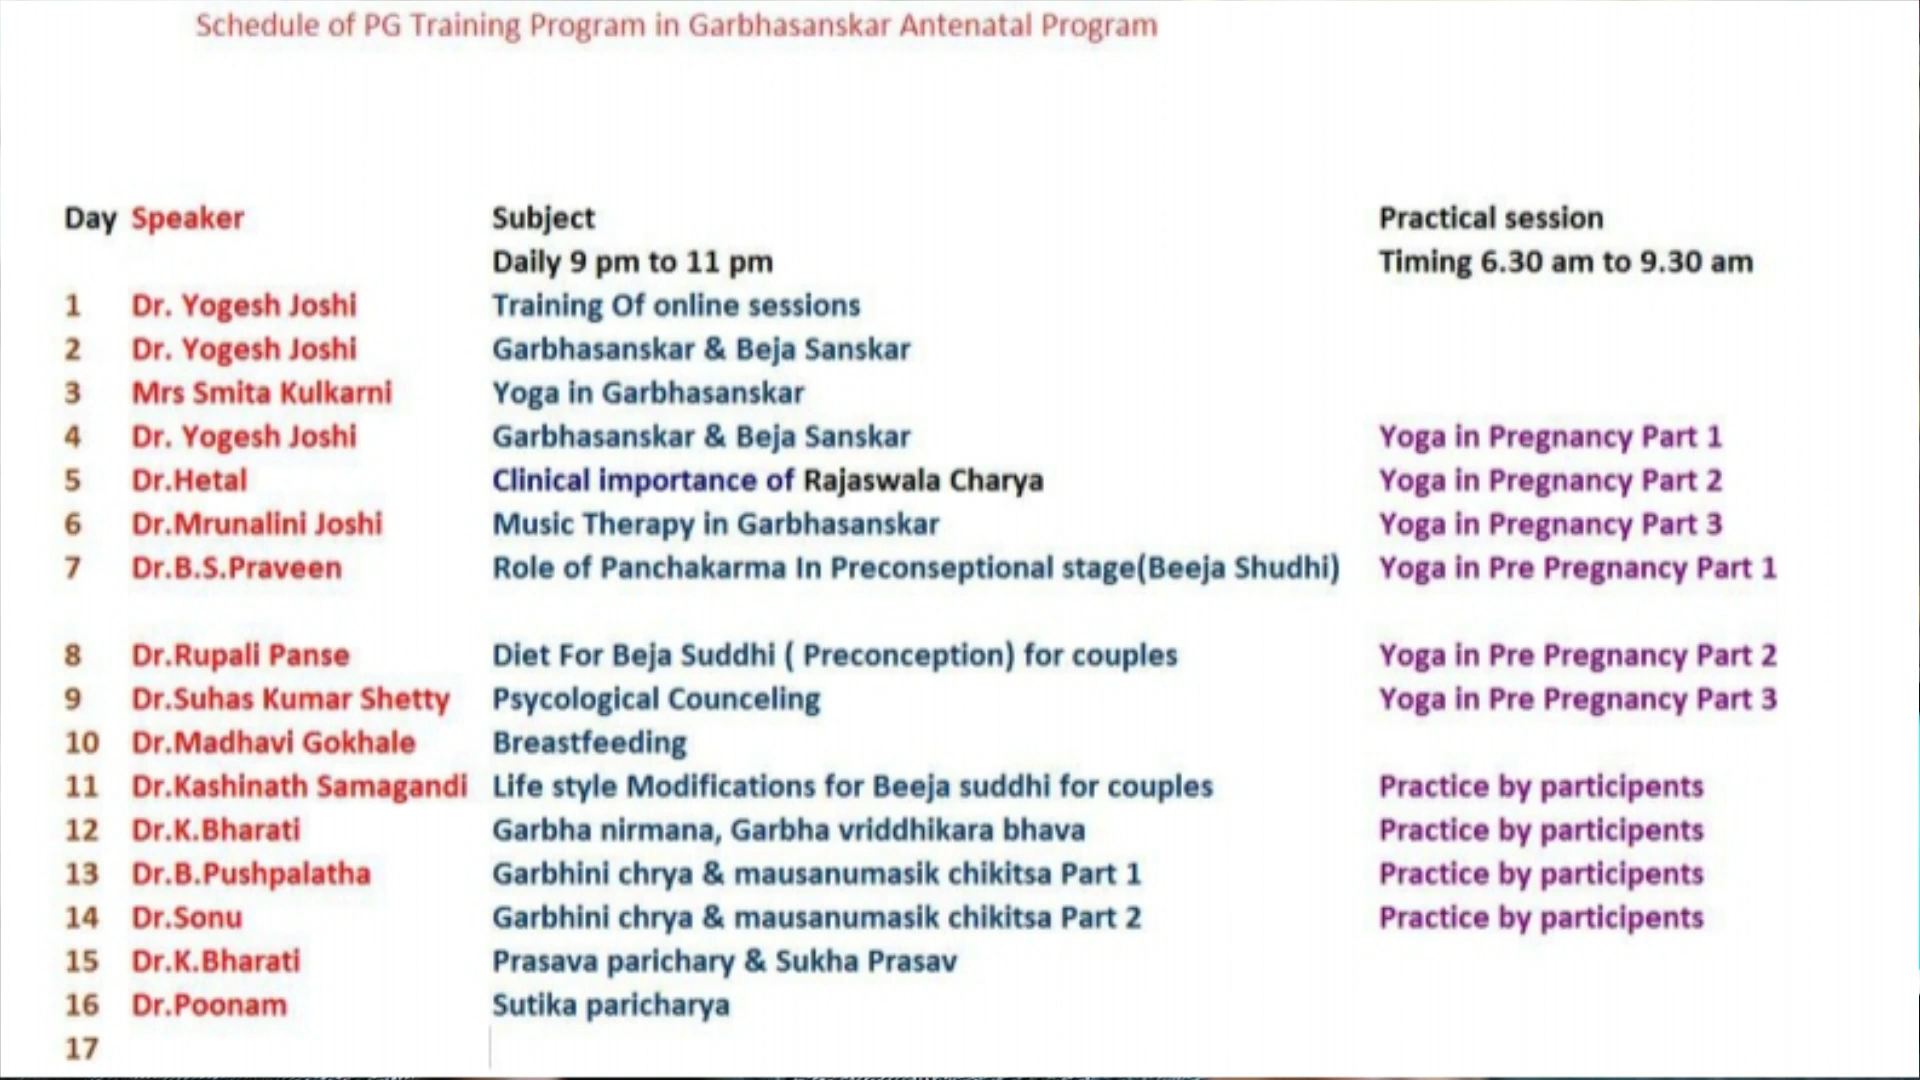 Schedule of PG Training Program in Garbhasanskar Antenatal Program
Day Speaker Subject Practical session
Daily 9 pm to 11 pm Timing 6.30 am to 9.30 am
1 Dr. Yogesh Joshi Training Of online sessions
2 Dr. Yogesh Joshi Garbhasanskar & Beja Sanskar
3 Mrs Smita Kulkarni Yoga in Garbhasanskar
4 Dr. Yogesh Joshi Garbhasanskar & Beja Sanskar Yoga in Pregnancy Part 1
5 Dr.Hetal Clinical importance of Rajaswala Charya Yoga in Pregnancy Part 2
6 Dr.Mrunalini Joshi Music Therapy in Garbhasanskar Yoga in Pregnancy Part 3
7 Dr.B.S.Praveen Role of Panchakarma In Preconseptional stage(Beeja Shudhi) Yoga in Pre Pregnancy Part 1
8 Dr.Rupali Panse Diet For Beja Suddhi ( Preconception) for couples Yoga in Pre Pregnancy Part 2
9 Dr.Suhas Kumar Shetty Psycological Counceling Yoga in Pre Pregnancy Part 3
10 Dr.Madhavi Gokhale Breastfeeding
11 Dr.Kashinath Samagandi Life style Modifications for Beeja suddhi for couples Practice by participents
12 Dr.K.Bharati Garbha nirmana, Garbha vriddhikara bhava Practice by participents
13 Dr.B.Pushpalatha Garbhini chrya & mausanumasik chikitsa Part 1 Practice by participents
14 Dr.Sonu Garbhini chrya & mausanumasik chikitsa Part 2 Practice by participents
15 Dr.K.Bharati Prasava parichary & Sukha Prasav
16 Dr.Poonam Sutika paricharya
17